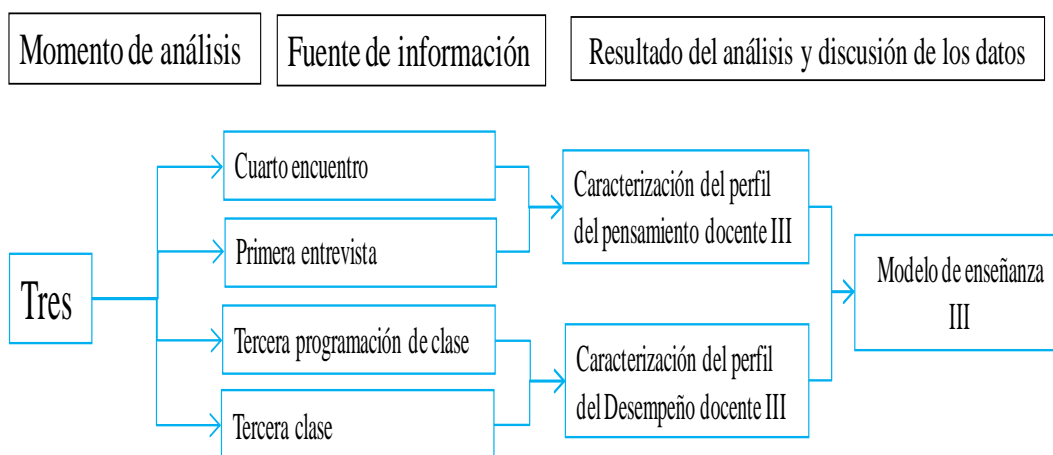 Momento de análisis
Fuente de información
Resultado del análisis y discusión de los datos
Tres
Cuarto encuentro
Primera entrevista
Tercera programación de clase
Tercera clase
Caracterización del perfil
del pensamiento docente III
Caracterización del perfil
del Desempeño docente III
Modelo de enseñanza
III